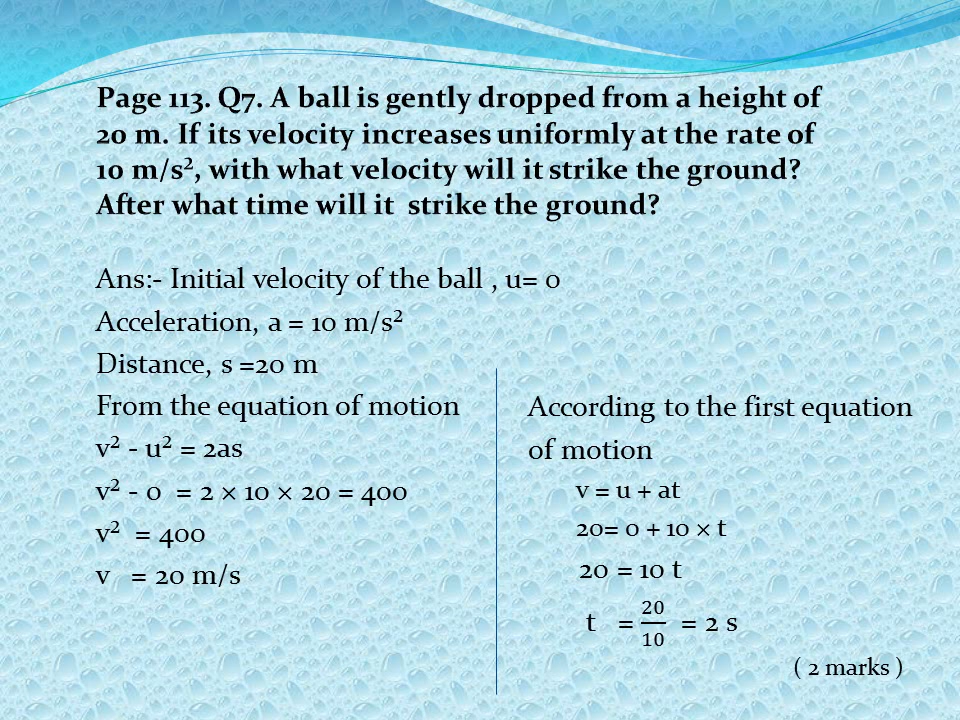 Page 113. Q7. A ball is gently dropped from a height of
20 m. If its velocity increases uniformly at the rate of
10 m/s², with what velocity will it strike the ground?
After what time will it strike the ground?
Ans:- Initial velocity of the ball , u= 0
Acceleration, a = 10 m/s²
Distance, s =20 m
From the equation of motion
v² - u² = 2as
v² - 0 = 2 × 10 × 20 = 400
v² = 400
v = 20 m/s
According to the first equation
of motion
v = u + at
20= 0 + 10 × t
20 = 10 t
t = 20/10 = 2 s
( 2 marks )